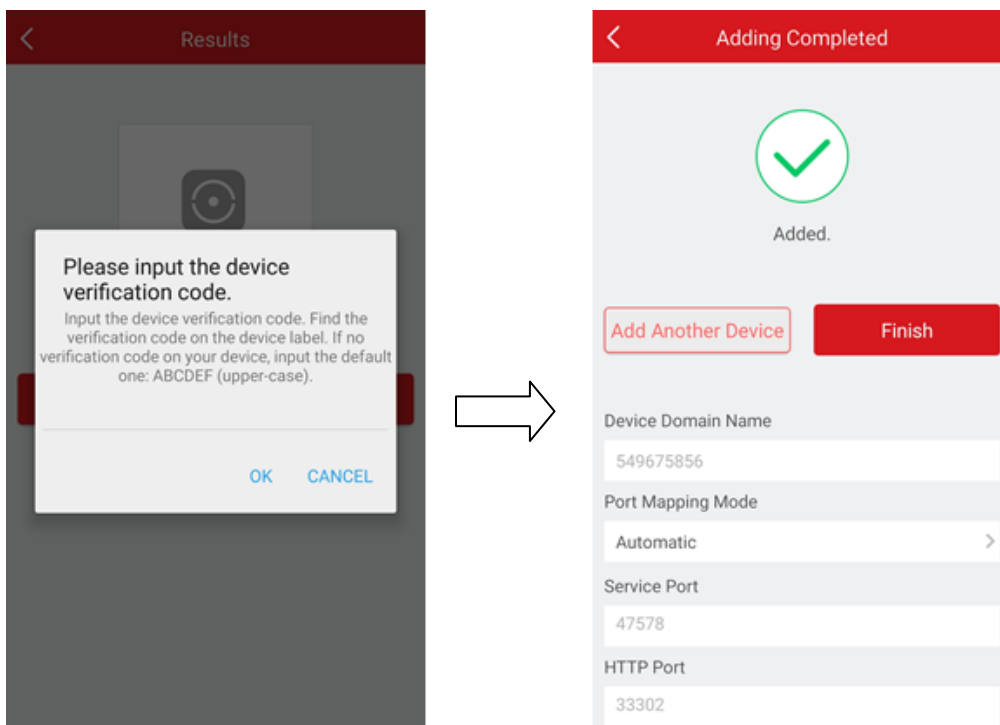 Results
Please input the device
verification code.
Input the device verification code. Find the
verification code on the device label. If no
verification code on your device, input the default
one: ABCDEF (upper-case).
OK CANCEL
Adding Completed
Added.
Add Another Device Finish
Device Domain Name
549675856
Port Mapping Mode
Automatic
Service Port
47578
HTTP Port
33302